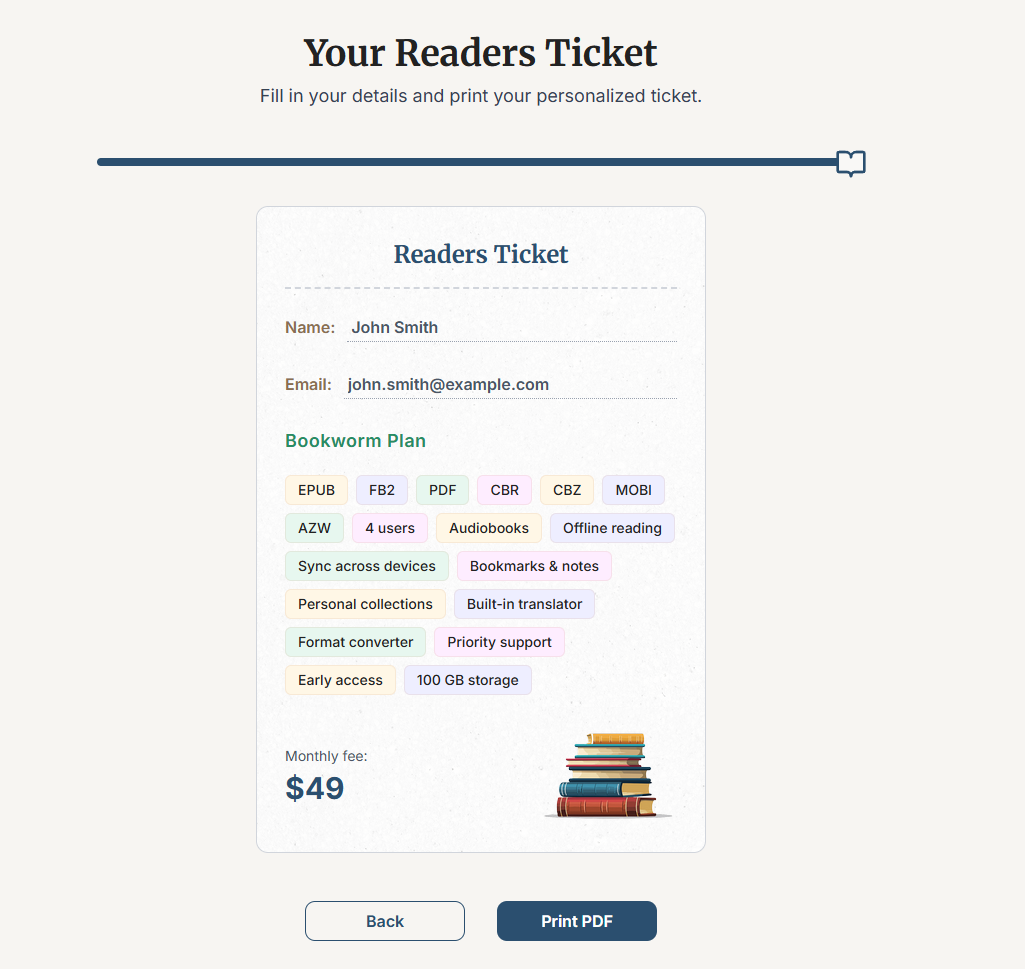 Your Readers Ticket
Fill in your details and print your personalized ticket.
Readers Ticket
Name: John Smith
Email: john.smith@example.com
Bookworm Plan
EPUB FB2 PDF CBR CBZ MOBI
AZW 4 users Audiobooks Offline reading
Sync across devices Bookmarks & notes
Personal collections Built-in translator
Format converter Priority support
Early access 100 GB storage
Monthly fee:
$49
Back Print PDF